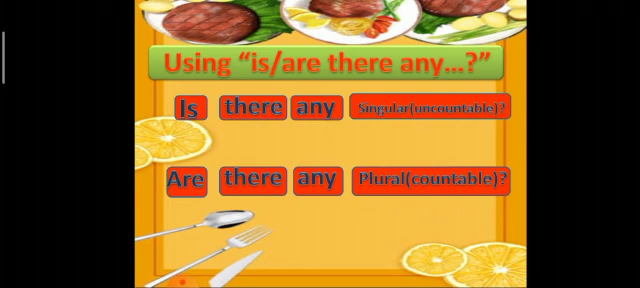 Using “is/are there any...?”
Is there any Singular(uncountable)?
Are there any Plural(countable)?